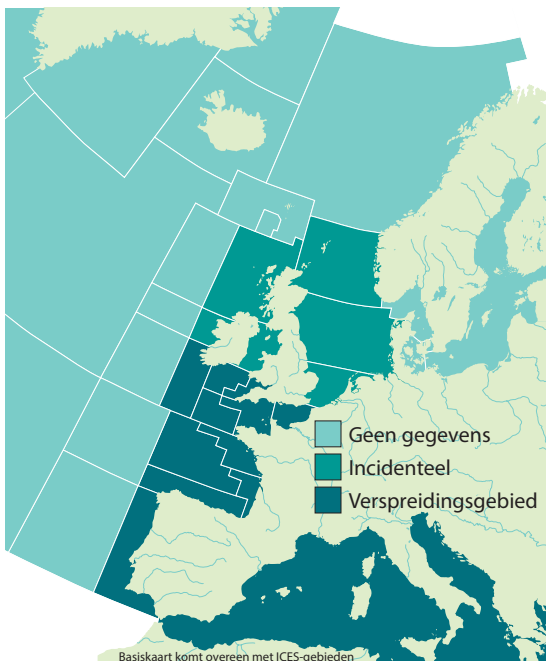 Geen gegevens
Incidenteel
Verspreidingsgebied
Basiskaart komt overeen met ICES-gebieden